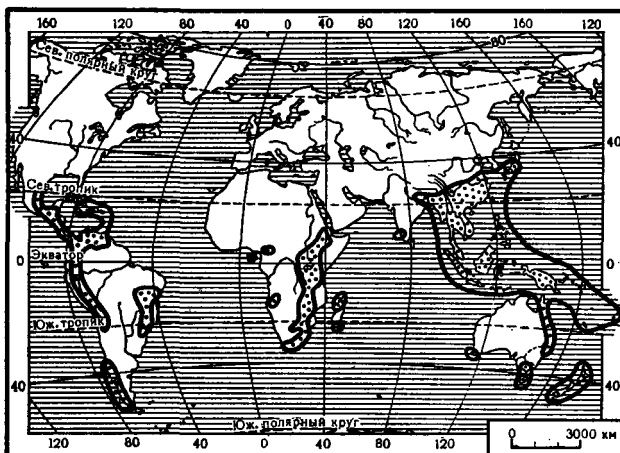 160 120 80 40 0 40 80 120 160 160 120
Сев. полярный круг
80
40 40
Сев. тропик
Экватор
0 0
Юж. тропик
40 40
Юж. полярный круг
120 80 40 0 40 80 120 160
0 3000 км